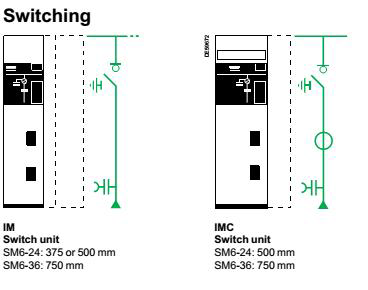 Switching
DE59672
IM
Switch unit
SM6-24: 375 or 500 mm
SM6-36: 750 mm
IMC
Switch unit
SM6-24: 500 mm
SM6-36: 750 mm